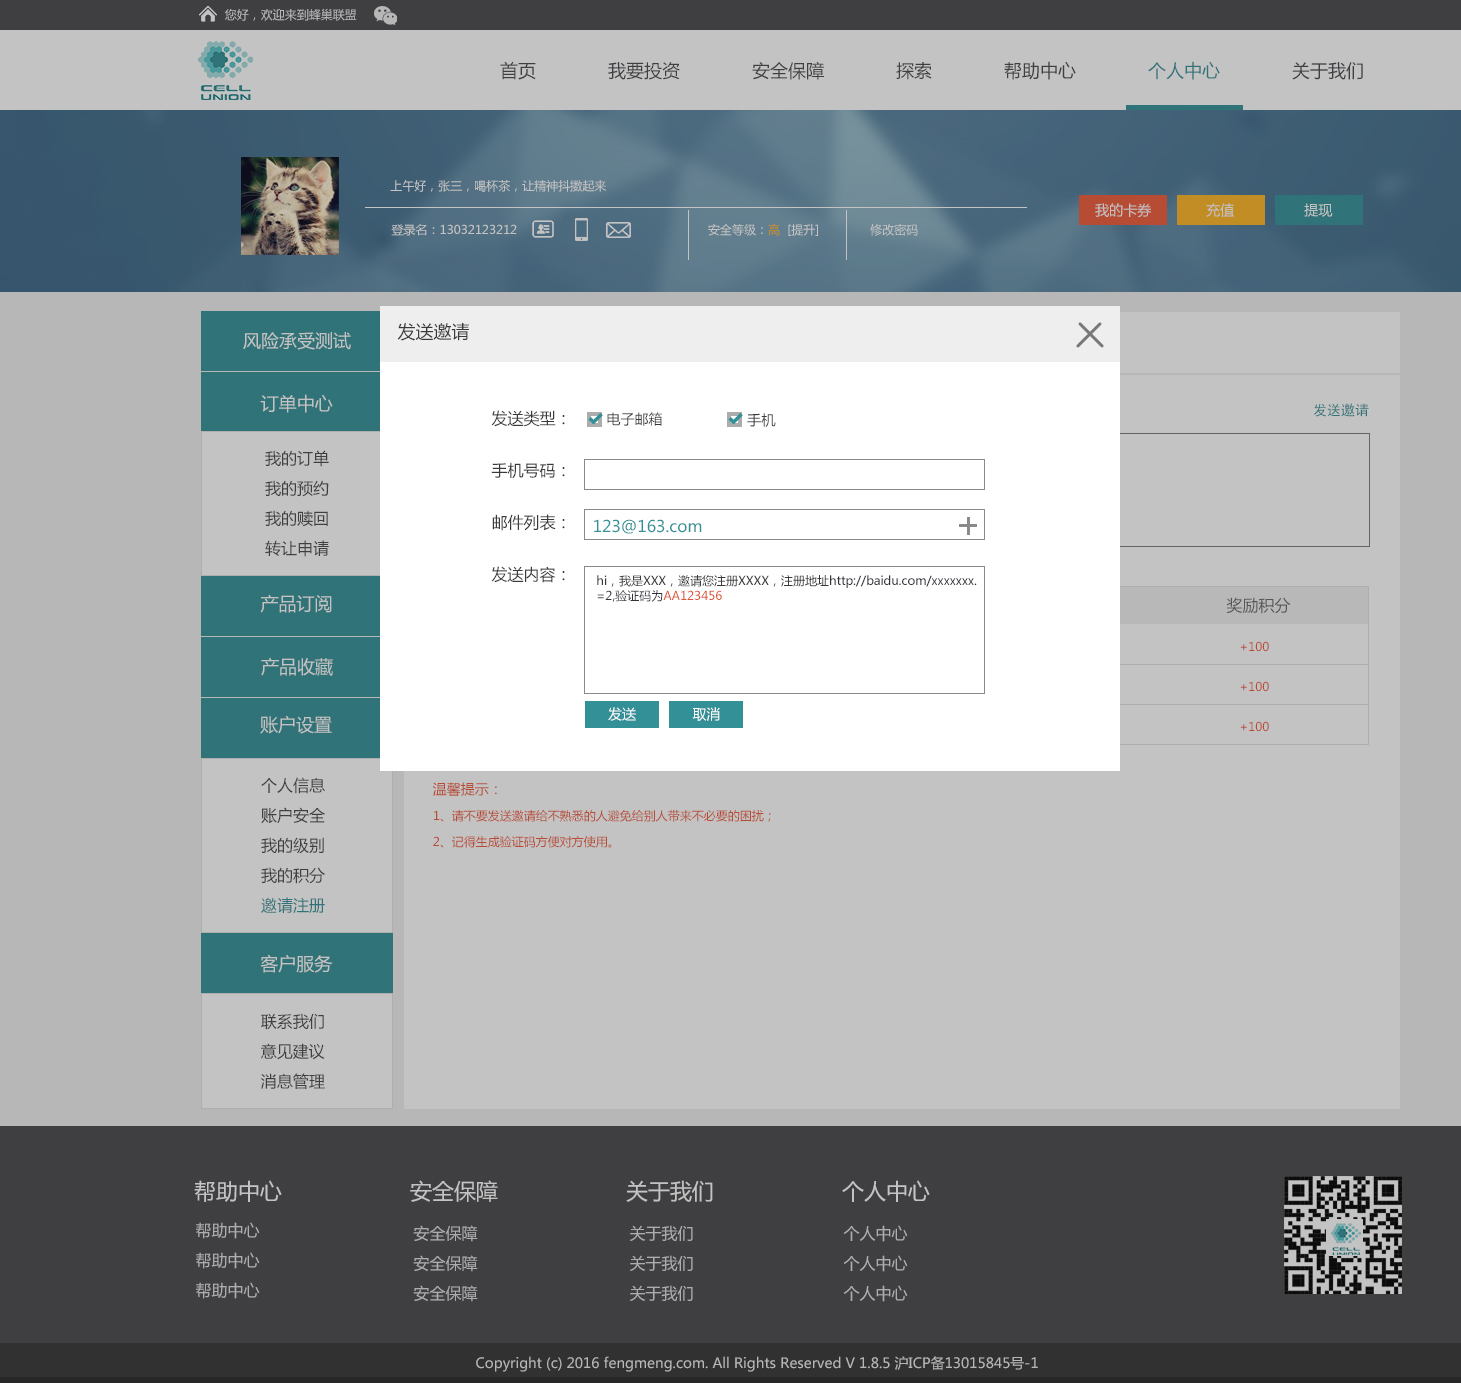 您好，欢迎来到蜂巢联盟
CELL
UNION
首页 我要投资 安全保障 探索 帮助中心 个人中心 关于我们
上午好，张三，喝杯茶，让精神抖擞起来
登录名：13032123212 安全等级：高 [提升] 修改密码
我的卡券 充值 提现
风险承受测试
订单中心
我的订单
我的预约
我的赎回
转让申请
产品订阅
产品收藏
账户设置
个人信息
账户安全
我的级别
我的积分
邀请注册
客户服务
联系我们
意见建议
消息管理
发送邀请
发送类型： 电子邮箱 手机
手机号码：
邮件列表： 123@163.com
发送内容： hi，我是XXX，邀请您注册XXXX，注册地址http://baidu.com/xxxxxxx.
=2,验证码为AA123456
发送 取消
发送邀请
奖励积分
+100
+100
+100
温馨提示：
1、请不要发送邀请给不熟悉的人避免给别人带来不必要的困扰；
2、记得生成验证码方便对方使用。
帮助中心
帮助中心
帮助中心
帮助中心
安全保障
安全保障
安全保障
安全保障
关于我们
关于我们
关于我们
关于我们
个人中心
个人中心
个人中心
个人中心
CELL
UNION
Copyright (c) 2016 fengmeng.com. All Rights Reserved V 1.8.5 沪ICP备13015845号-1